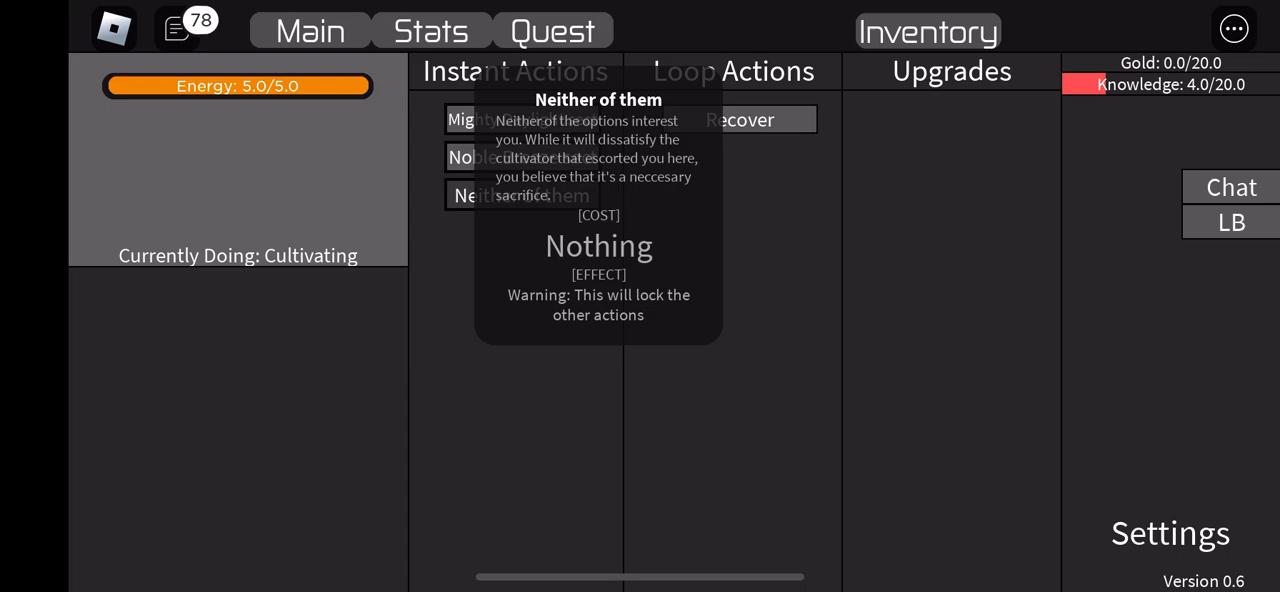 78
Main
Stats
Quest
Inventory
Energy: 5.0/5.0
Currently Doing: Cultivating
Instant Actions
Loop Actions
Upgrades
Gold: 0.0/20.0
Knowledge: 4.0/20.0
Recover
Neither of them
Neither of them
Neither of the options interest
you. While it will dissatisfy the
cultivator that escorted you here,
you believe that it's a neccesary
sacrifice.
[COST]
Nothing
[EFFECT]
Warning: This will lock the
other actions
Chat
LB
Settings
Version 0.6